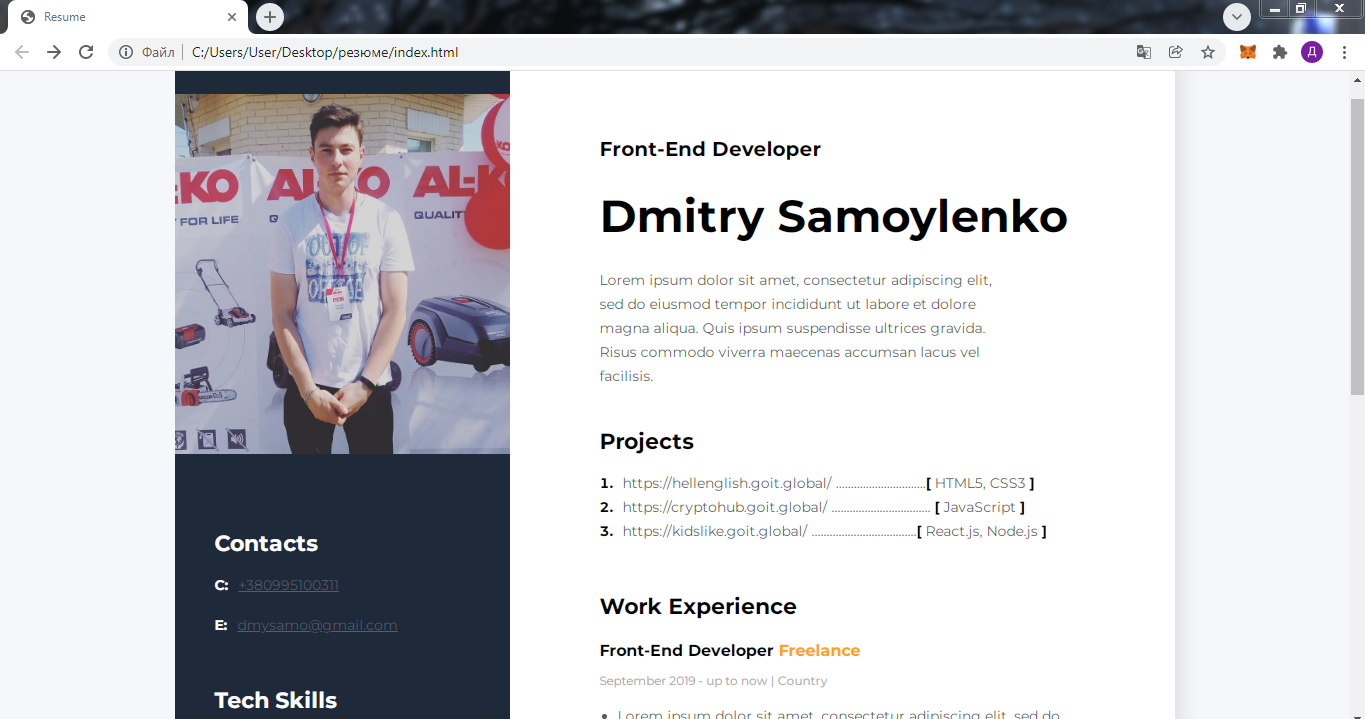 Resume
Файл
C:/Users/User/Desktop/резюме/index.html
Д
-KO
AL-KO
AL-K
Y FOR LIFE
QUALIT
Contacts
C: +380995100311
E: dmysamo@gmail.com
Tech Skills
Front-End Developer
Dmitry Samoylenko
Lorem ipsum dolor sit amet, consectetur adipiscing elit,
sed do eiusmod tempor incididunt ut labore et dolore
magna aliqua. Quis ipsum suspendisse ultrices gravida.
Risus commodo viverra maecenas accumsan lacus vel
facilisis.
Projects
1. https://hellenglish.goit.global/ ..............................[ HTML5, CSS3 ]
2. https://cryptohub.goit.global/ ................................. [ JavaScript ]
3. https://kidslike.goit.global/ ...................................[ React.js, Node.js ]
Work Experience
Front-End Developer Freelance
September 2019 - up to now | Country
• Lorem ipsum dolor sit amet, consectetur adipiscing elit, sed do